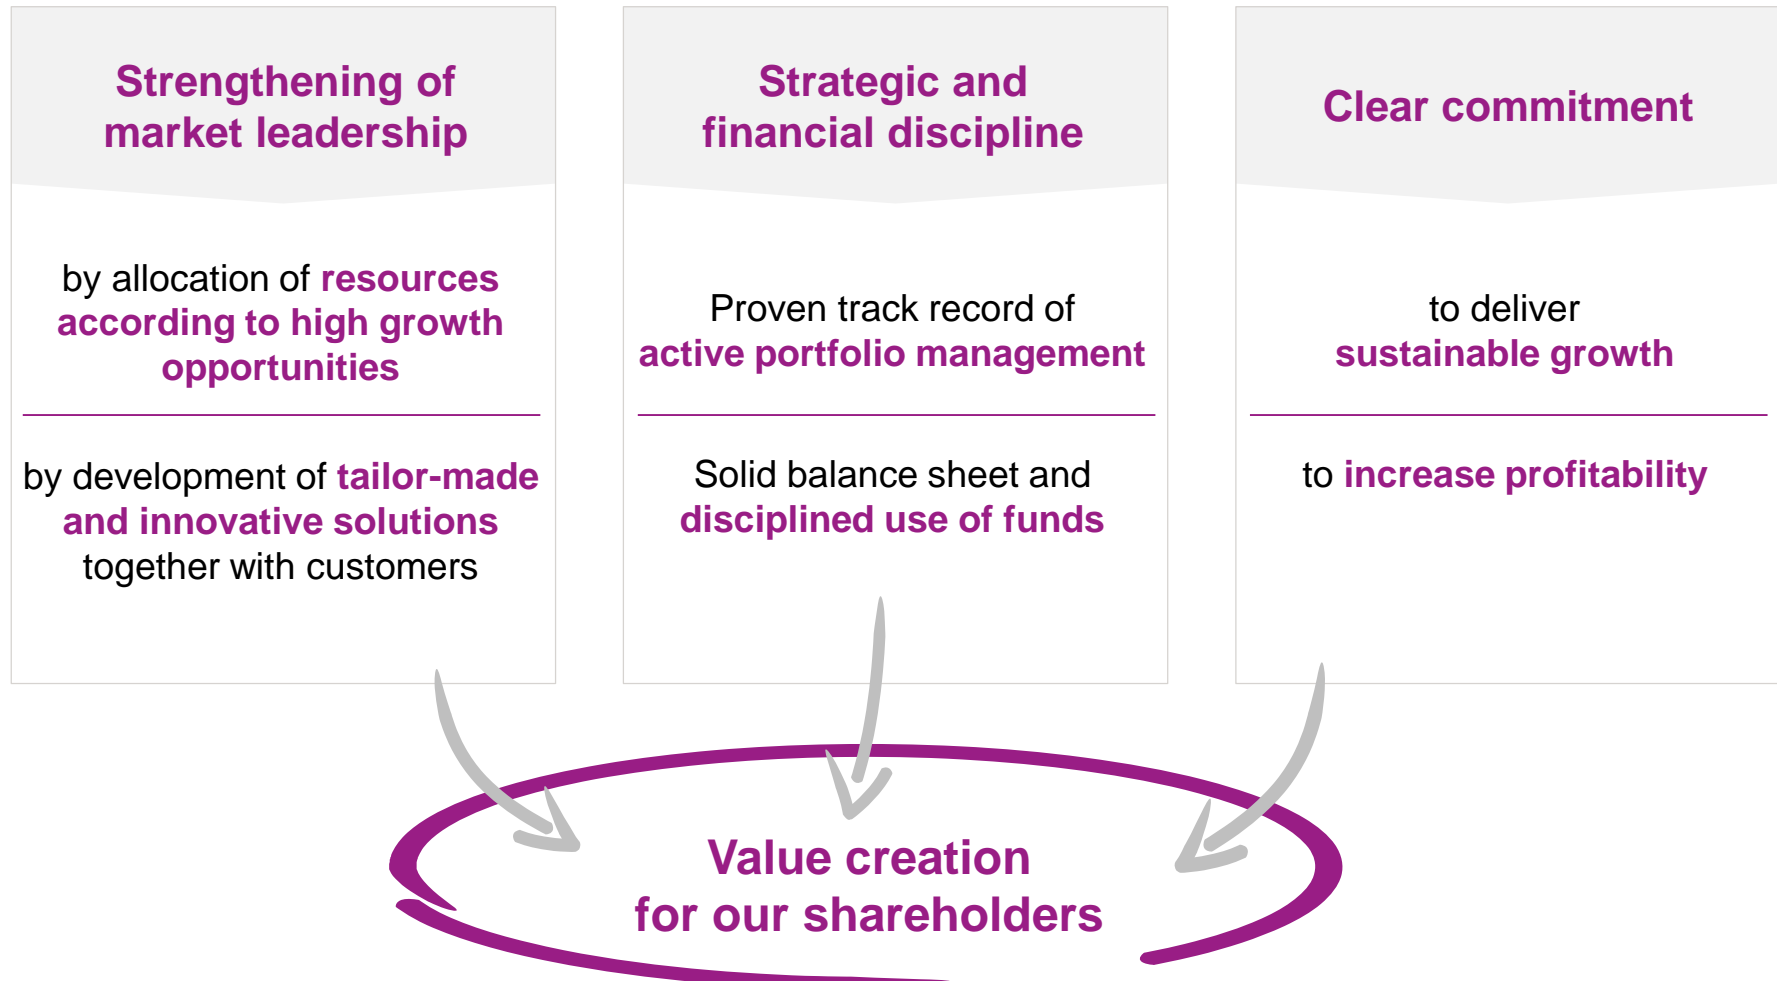 Strengthening of
market leadership
by allocation of resources
according to high growth
opportunities
by development of tailor-made
and innovative solutions
together with customers
Strategic and
financial discipline
Proven track record of
active portfolio management
Solid balance sheet and
disciplined use of funds
Clear commitment
to deliver
sustainable growth
to increase profitability
Value creation
for our shareholders